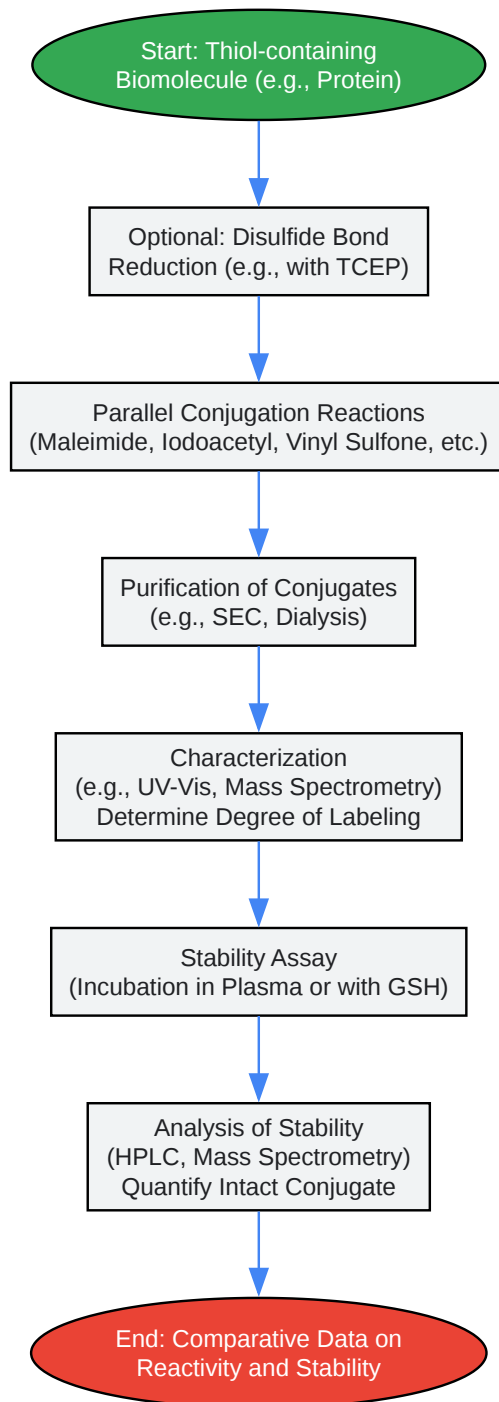 Start: Thiol-containing
Biomolecule (e.g., Protein)
Optional: Disulfide Bond
Reduction (e.g., with TCEP)
Parallel Conjugation Reactions
(Maleimide, Iodoacetyl, Vinyl Sulfone, etc.)
Purification of Conjugates
(e.g., SEC, Dialysis)
Characterization
(e.g., UV-Vis, Mass Spectrometry)
Determine Degree of Labeling
Stability Assay
(Incubation in Plasma or with GSH)
Analysis of Stability
(HPLC, Mass Spectrometry)
Quantify Intact Conjugate
End: Comparative Data on
Reactivity and Stability